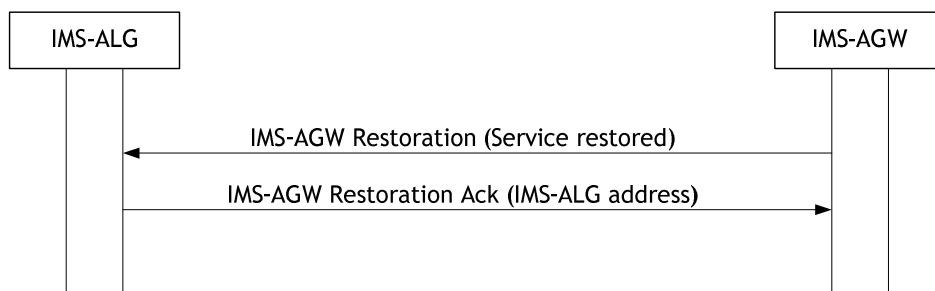 IMS-ALG
IMS-AGW
IMS-AGW Restoration (Service restored)
IMS-AGW Restoration Ack (IMS-ALG address)